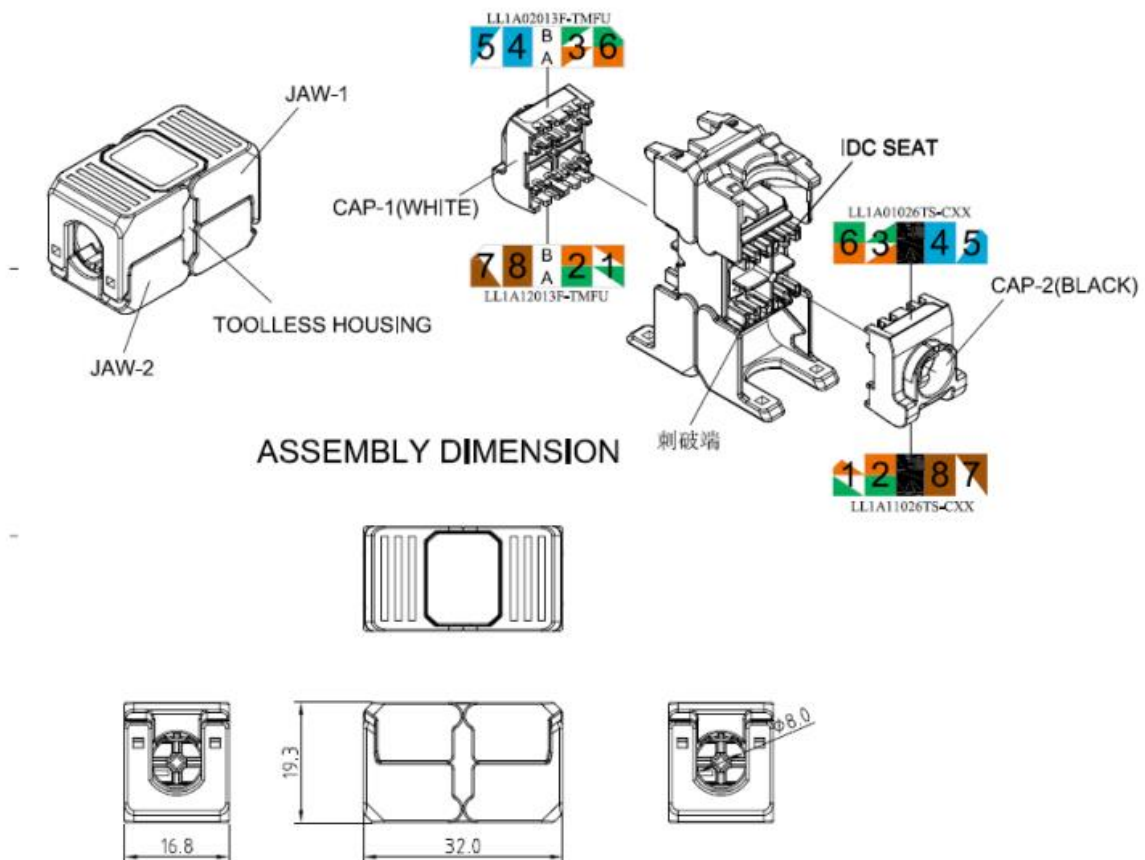 LL1A02013F-TMFU
5 4 B A 3 6
JAW-1
IDC SEAT
CAP-1(WHITE)
LL1A01026TS-CXX
6 3 4 5
7 8 B A 2 1
LL1A12013F-TMFU
CAP-2(BLACK)
TOOLLESS HOUSING
JAW-2
刺破端
ASSEMBLY DIMENSION
1 2 8 7
LL1A11026TS-CXX
Φ8.0
19.3
16.8
32.0